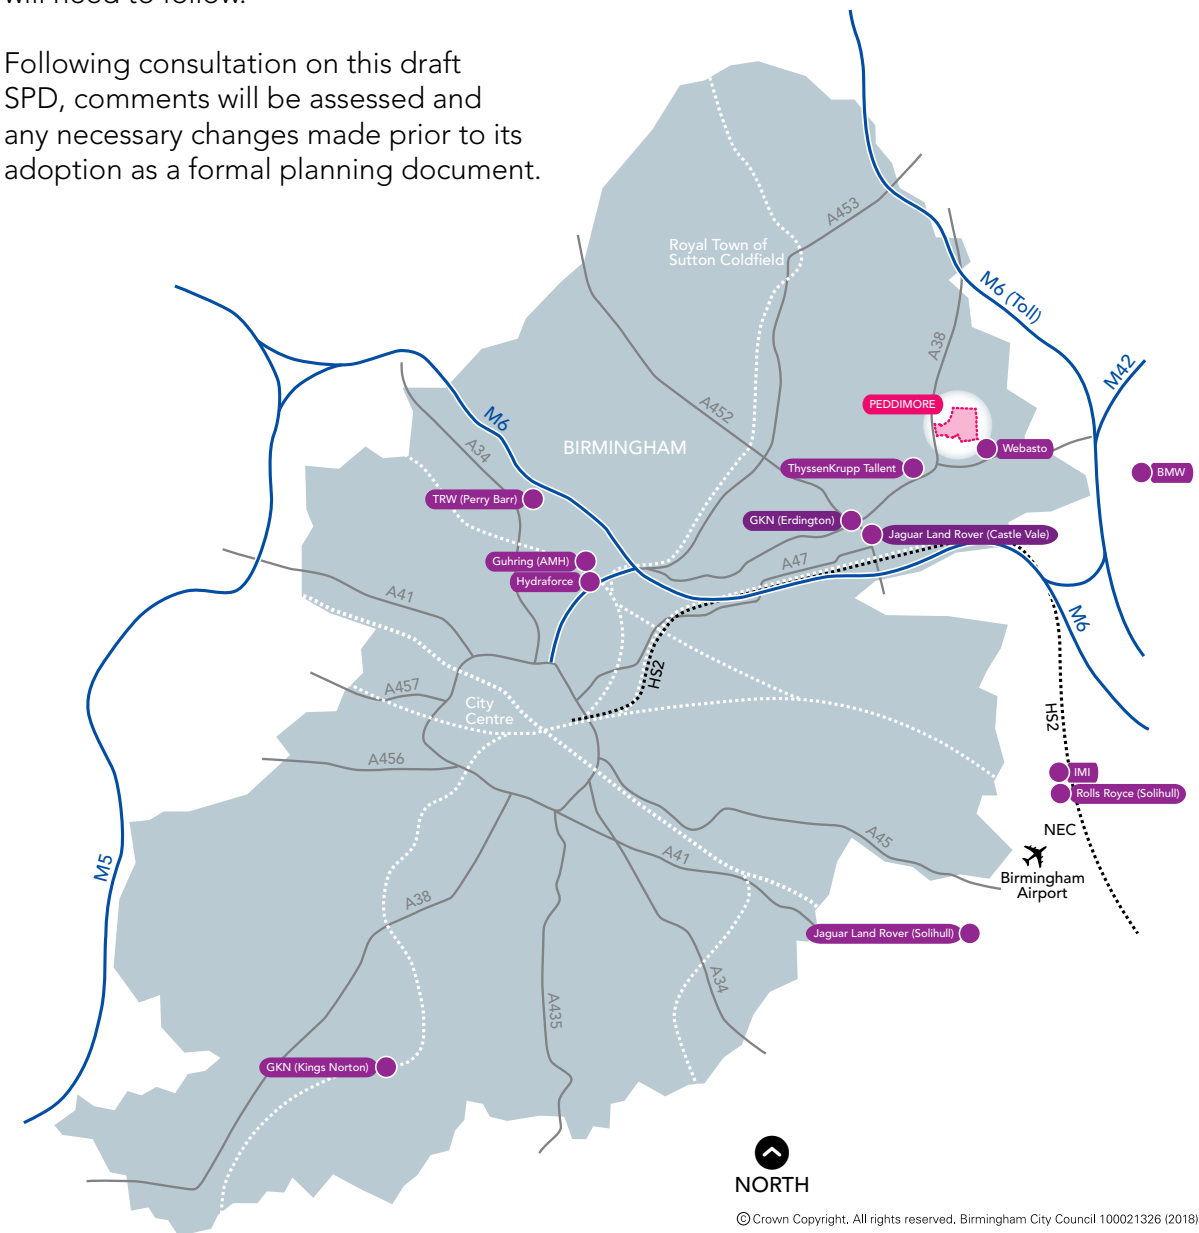 will need to follow.
Following consultation on this draft
SPD, comments will be assessed and
any necessary changes made prior to its
adoption as a formal planning document.
A453
Royal Town of
Sutton Coldfield
M6 (Toll)
A38
M42
A452
PEDDIMORE
M6
A34
BIRMINGHAM
Webasto
ThyssenKrupp Tallent
BMW
TRW (Perry Barr)
GKN (Erdington)
Jaguar Land Rover (Castle Vale)
Guhring (AMH)
A47
Hydraforce
A41
M6
HS2
A457
City
Centre
HS2
A456
IMI
Rolls Royce (Solihull)
NEC
A45
A41
M5
Birmingham
Airport
A38
Jaguar Land Rover (Solihull)
A34
A435
GKN (Kings Norton)
NORTH
© Crown Copyright. All rights reserved. Birmingham City Council 100021326 (2018)